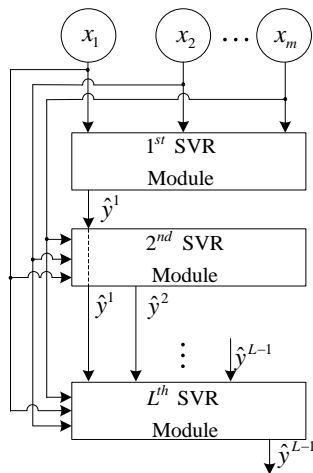 x₁ x₂ ... xₘ
1ˢᵗ SVR
Module
ŷ¹
2ⁿᵈ SVR
Module
ŷ¹ ŷ²
⋮ ŷᴸ⁻¹
Lᵗʰ SVR
Module
ŷᴸ⁻¹